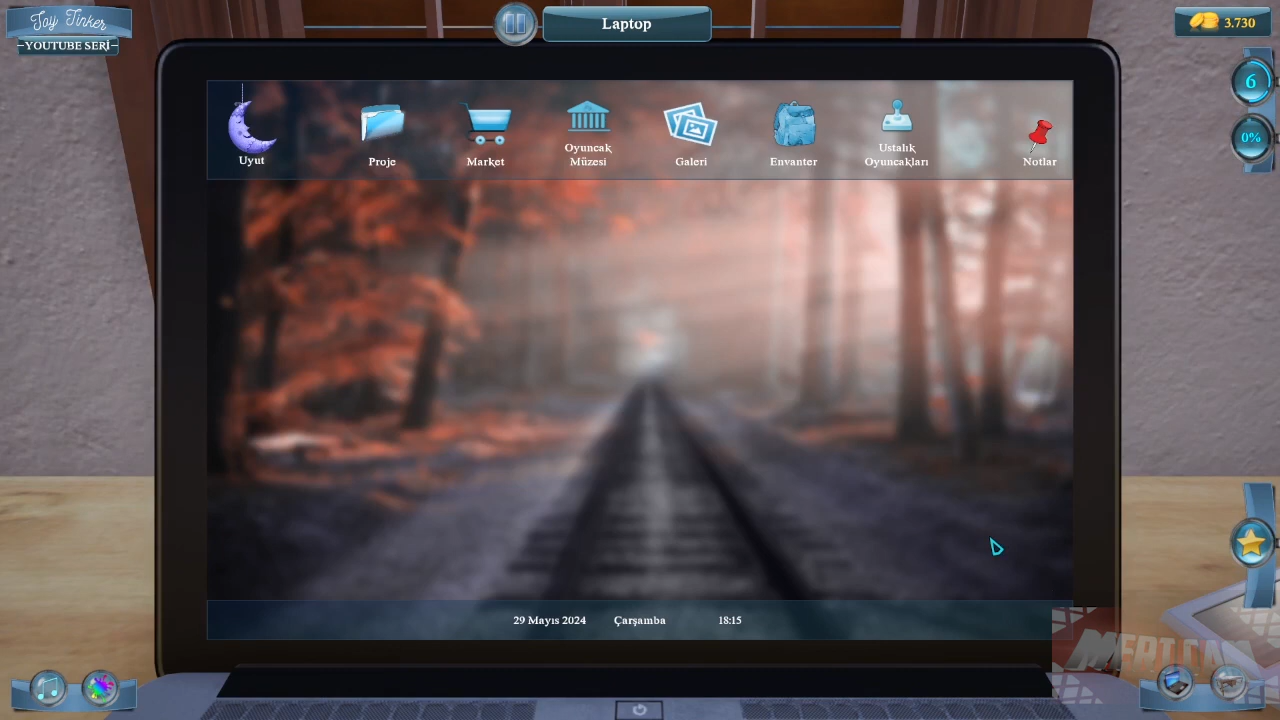 Toy Tinker
YOUTUBE SERİ
Laptop
3.730
6
0%
Uyut
Proje
Market
Oyuncak
Müzesi
Galeri
Envanter
Ustalık
Oyuncakları
Notlar
29 Mayıs 2024 Çarşamba 18:15
MERTCAN